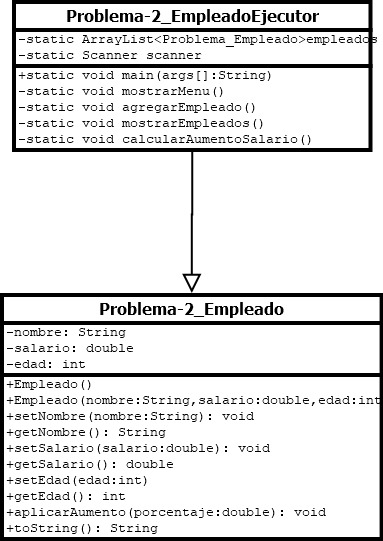 Problema-2_EmpleadoEjecutor
-static ArrayList<Problema_Empleado>empleados
-static Scanner scanner
+static void main(args[]:String)
-static void mostrarMenu()
-static void agregarEmpleado()
-static void mostrarEmpleados()
-static void calcularAumentoSalario()
Problema-2_Empleado
-nombre: String
-salario: double
-edad: int
+Empleado()
+Empleado(nombre:String,salario:double,edad:int
+setNombre(nombre:String): void
+getNombre(): String
+setSalario(salario:double): void
+getSalario(): double
+setEdad(edad:int)
+getEdad(): int
+aplicarAumento(porcentaje:double): void
+toString(): String